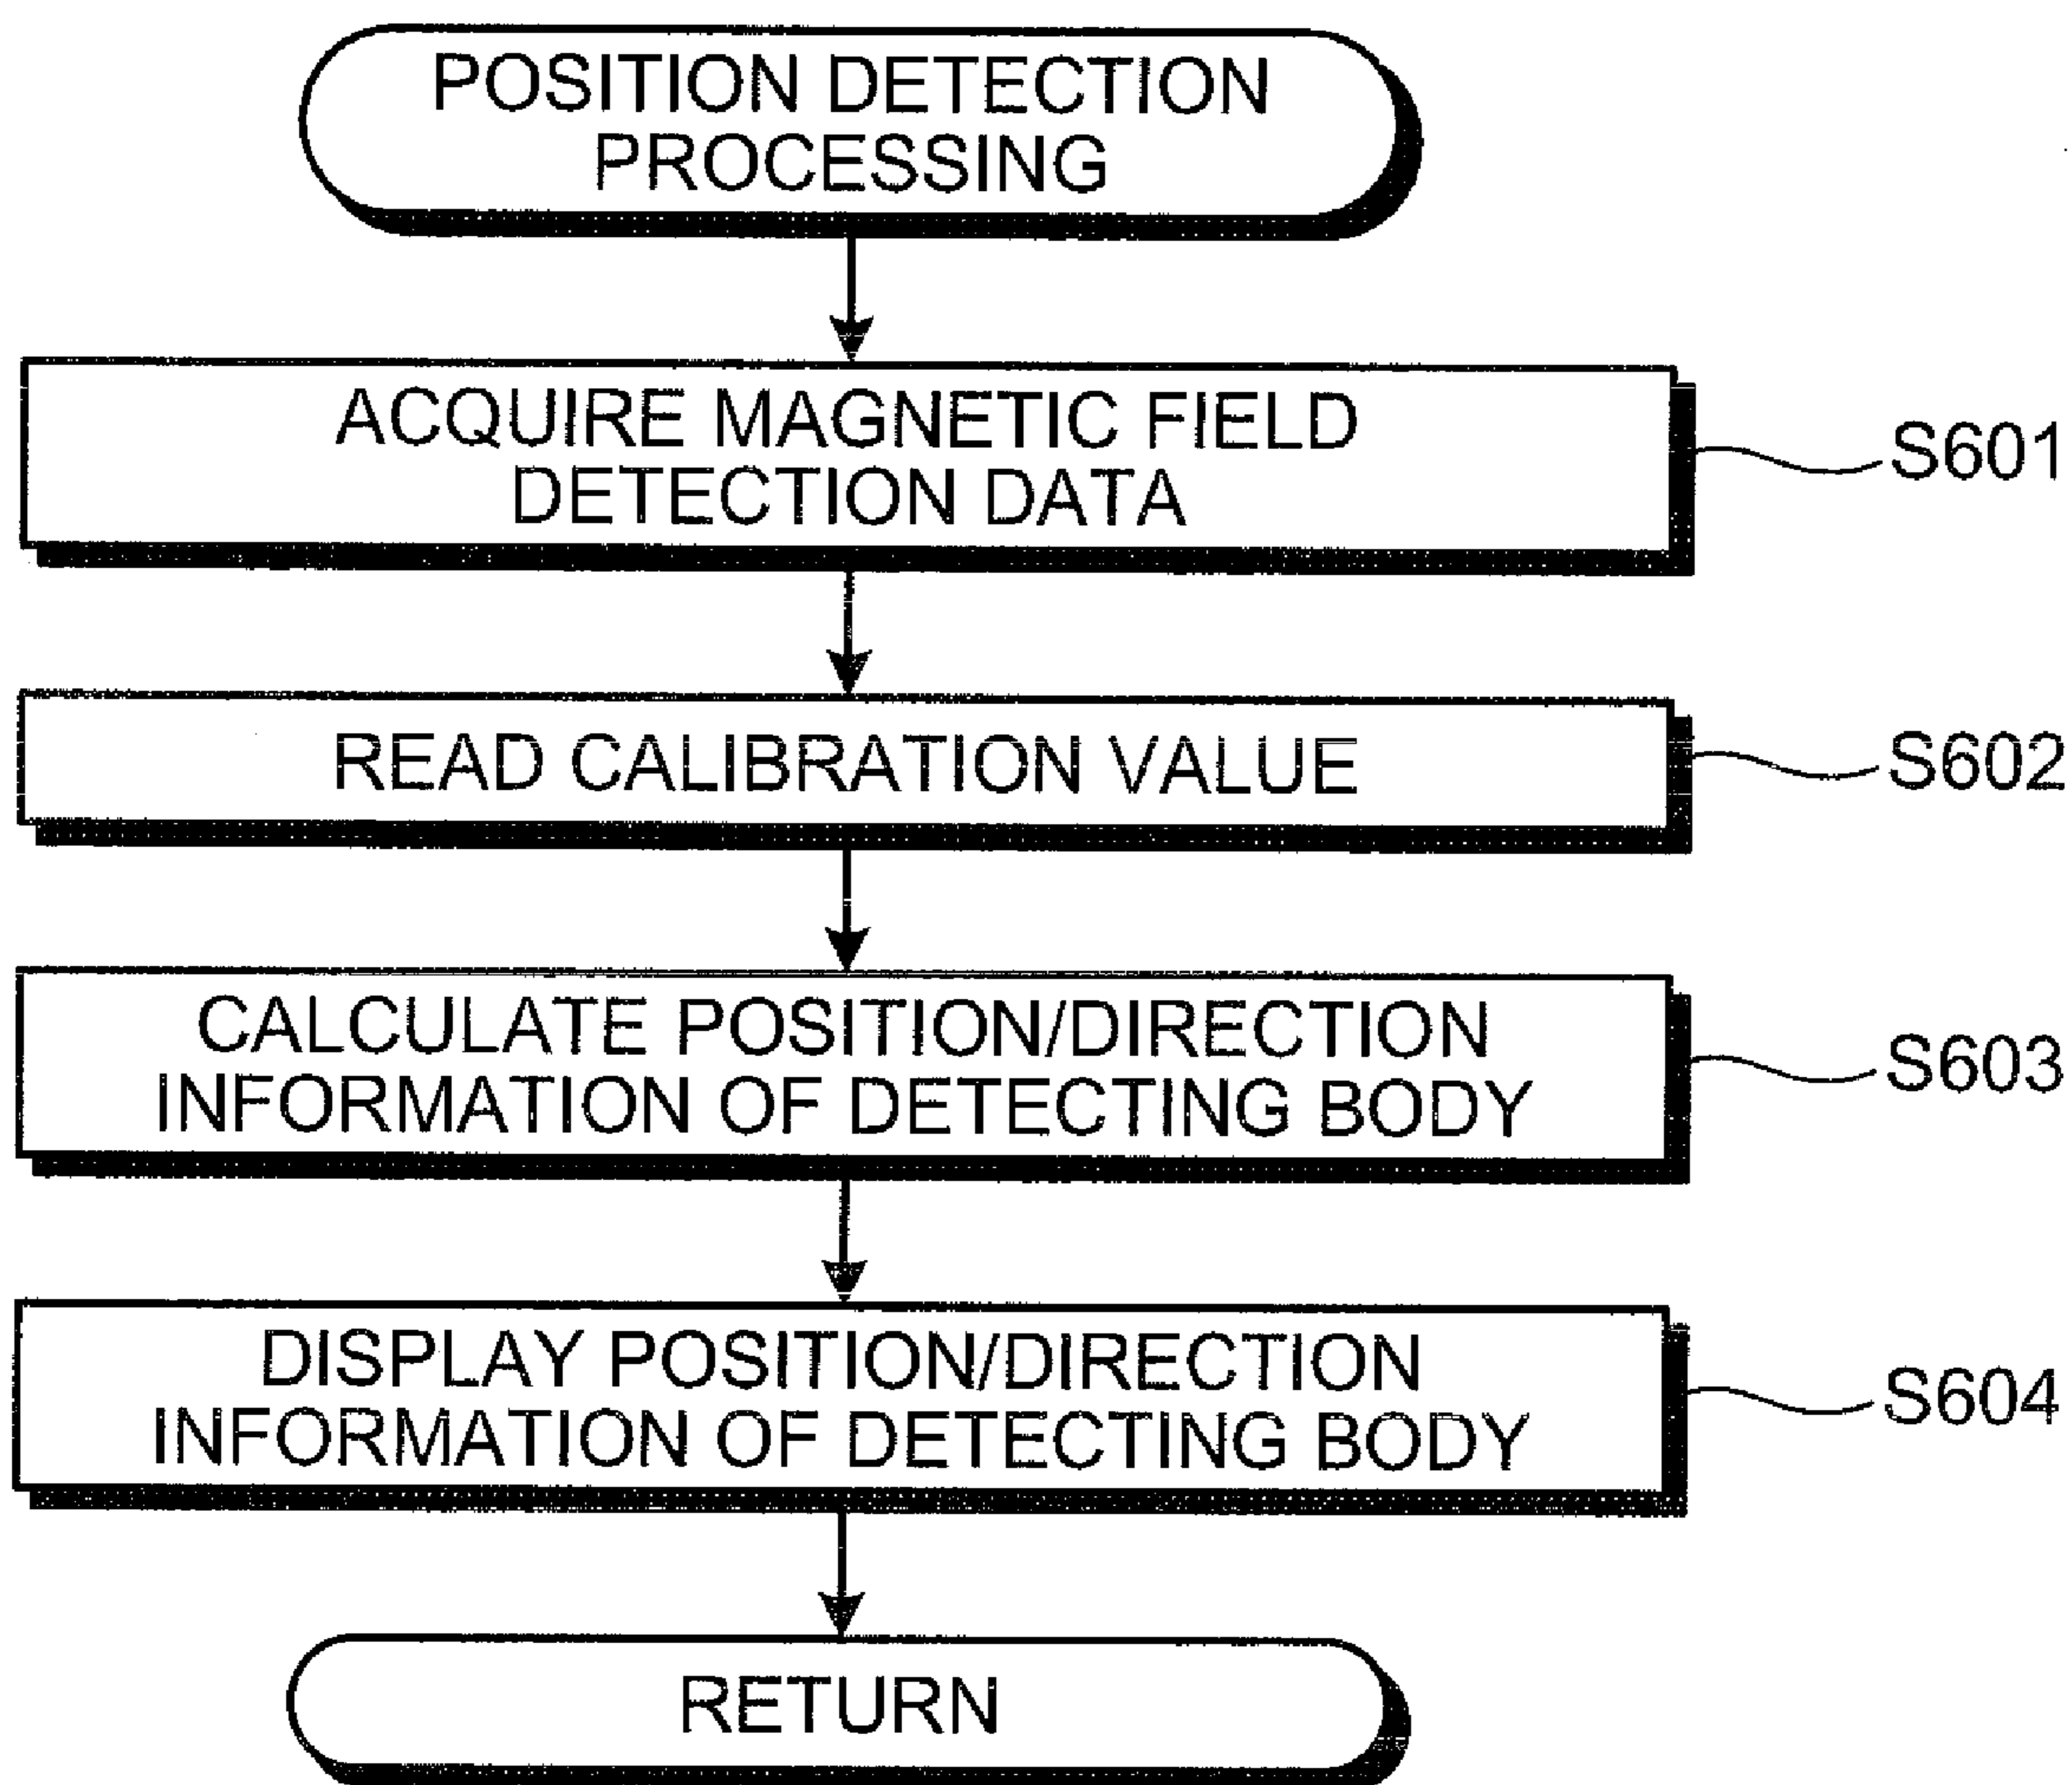 POSITION DETECTION
PROCESSING
ACQUIRE MAGNETIC FIELD
DETECTION DATA
S601
READ CALIBRATION VALUE
S602
CALCULATE POSITION/DIRECTION
INFORMATION OF DETECTING BODY
S603
DISPLAY POSITION/DIRECTION
INFORMATION OF DETECTING BODY
S604
RETURN